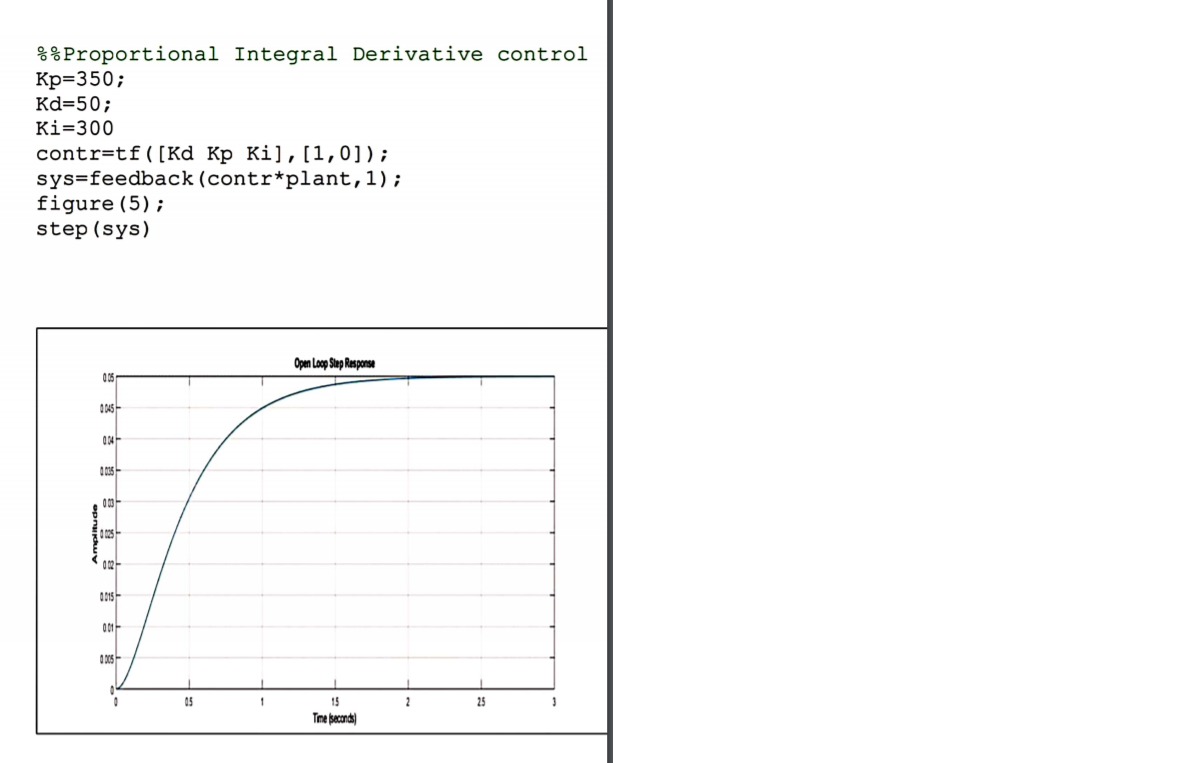 %%Proportional Integral Derivative control
Kp=350;
Kd=50;
Ki=300
contr=tf([Kd Kp Ki],[1,0]);
sys=feedback(contr*plant,1);
figure(5);
step(sys)
Open Loop Step Response
0.05
0.045
0.04
0.035
0.03
0.025
0.02
0.015
0.01
0.005
0
Amplitude
0
0.5
1
1.5
2
2.5
3
Time (seconds)